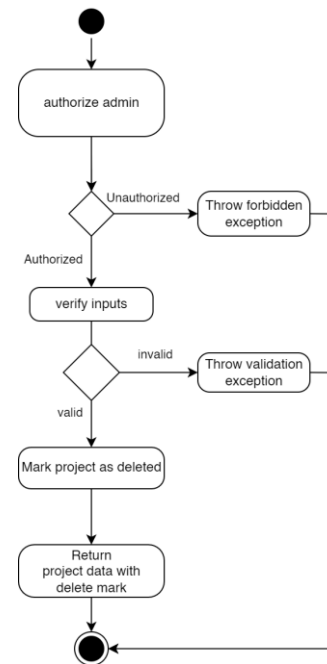 authorize admin
Unauthorized
Throw forbidden
exception
Authorized
verify inputs
invalid
Throw validation
exception
valid
Mark project as deleted
Return
project data with
delete mark